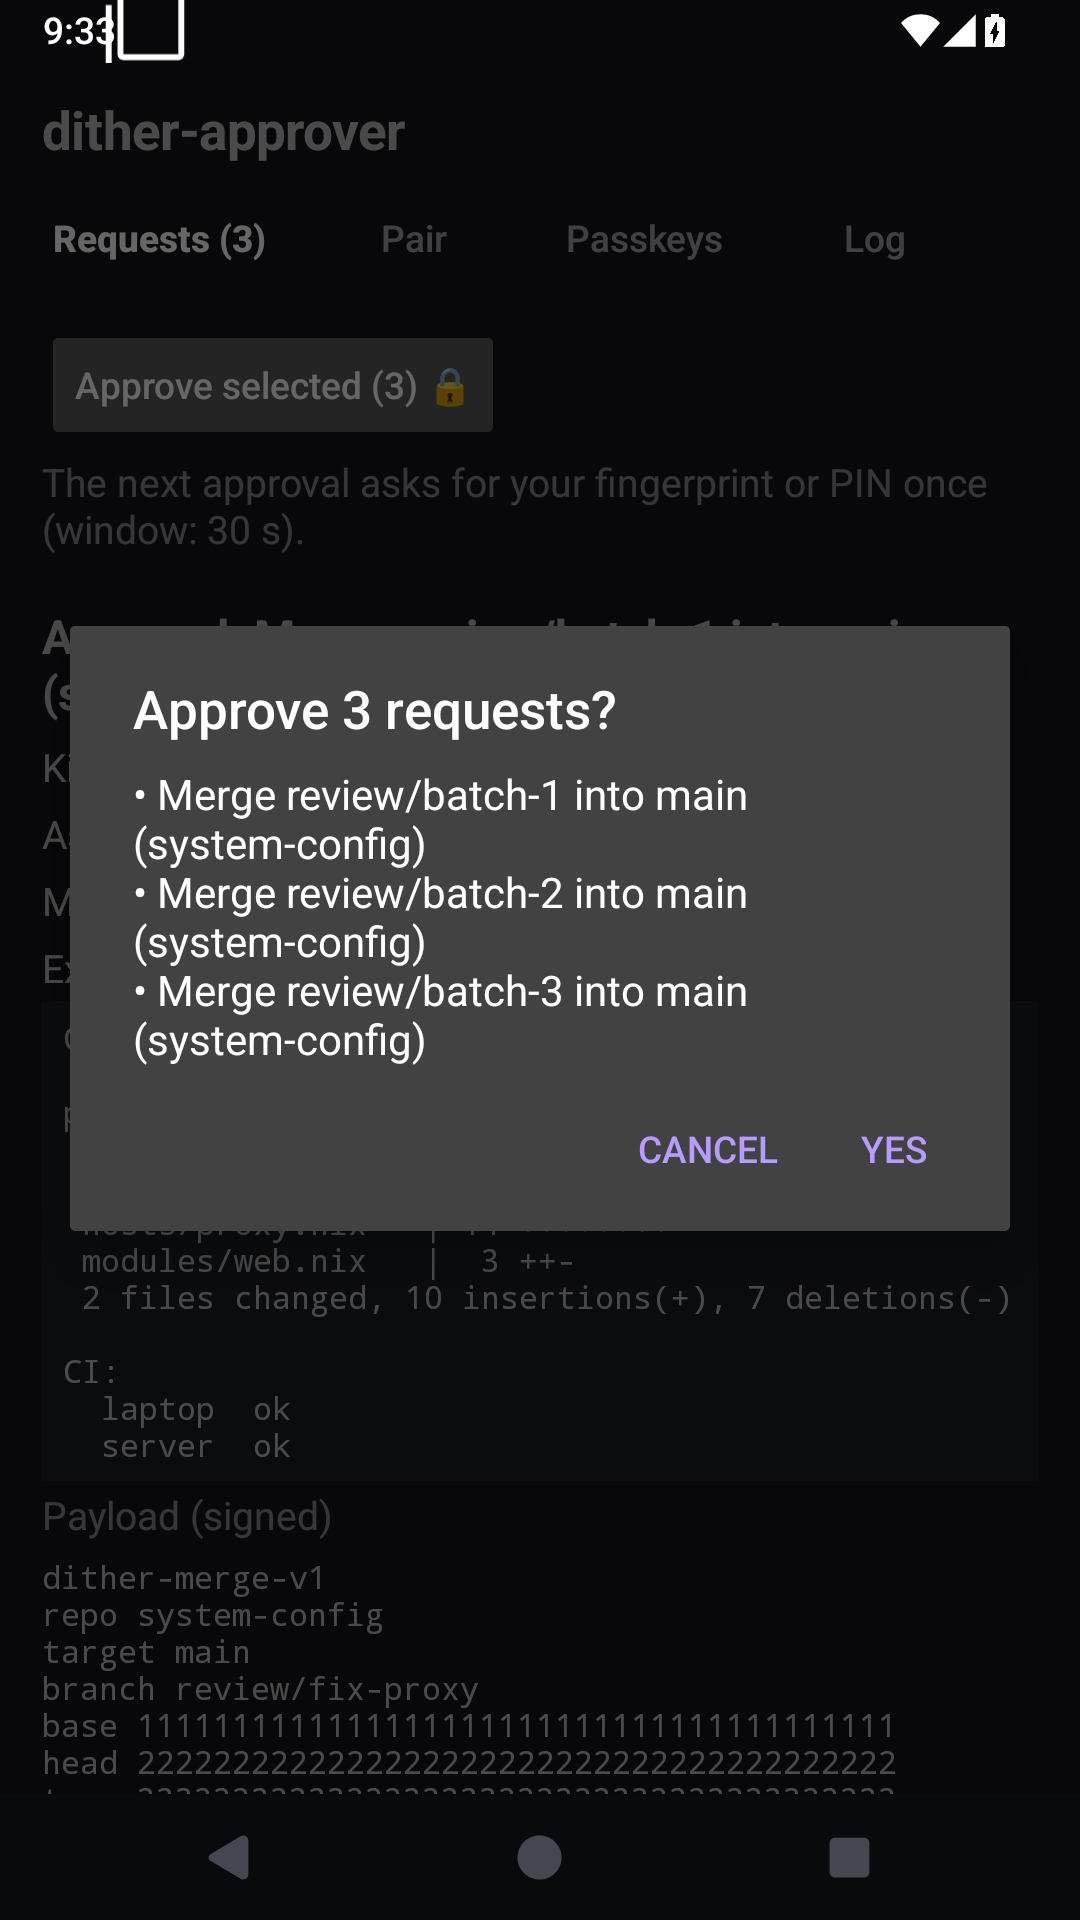 9:33
dither-approver
Requests (3) Pair Passkeys Log
Approve selected (3) 🔒
The next approval asks for your fingerprint or PIN once
(window: 30 s).
Approve 3 requests?
• Merge review/batch-1 into main
(system-config)
• Merge review/batch-2 into main
(system-config)
• Merge review/batch-3 into main
(system-config)
CANCEL YES
modules/web.nix | 3 ++-
2 files changed, 10 insertions(+), 7 deletions(-)
CI:
laptop ok
server ok
Payload (signed)
dither-merge-v1
repo system-config
target main
branch review/fix-proxy
base 1111111111111111111111111111111111111111
head 2222222222222222222222222222222222222222